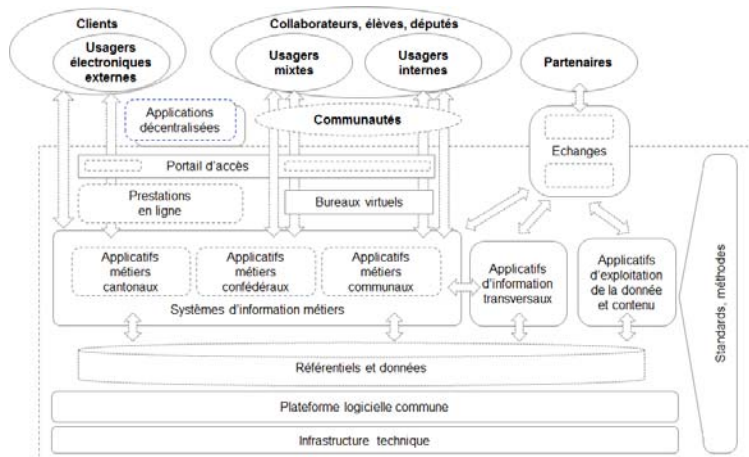 Clients
Collaborateurs, élèves, députés
Usagers
électroniques
externes
Usagers
mixtes
Usagers
internes
Partenaires
Applications
décentralisées
Communautés
Echanges
Portail d'accès
Prestations
en ligne
Bureaux virtuels
Applicatifs
métiers
cantonaux
Applicatifs
métiers
confédéraux
Applicatifs
métiers
communaux
Systèmes d'information métiers
Applicatifs
d'information
transversaux
Applicatifs
d'exploitation
de la donnée
et contenu
Standards, méthodes
Référentiels et données
Plateforme logicielle commune
Infrastructure technique